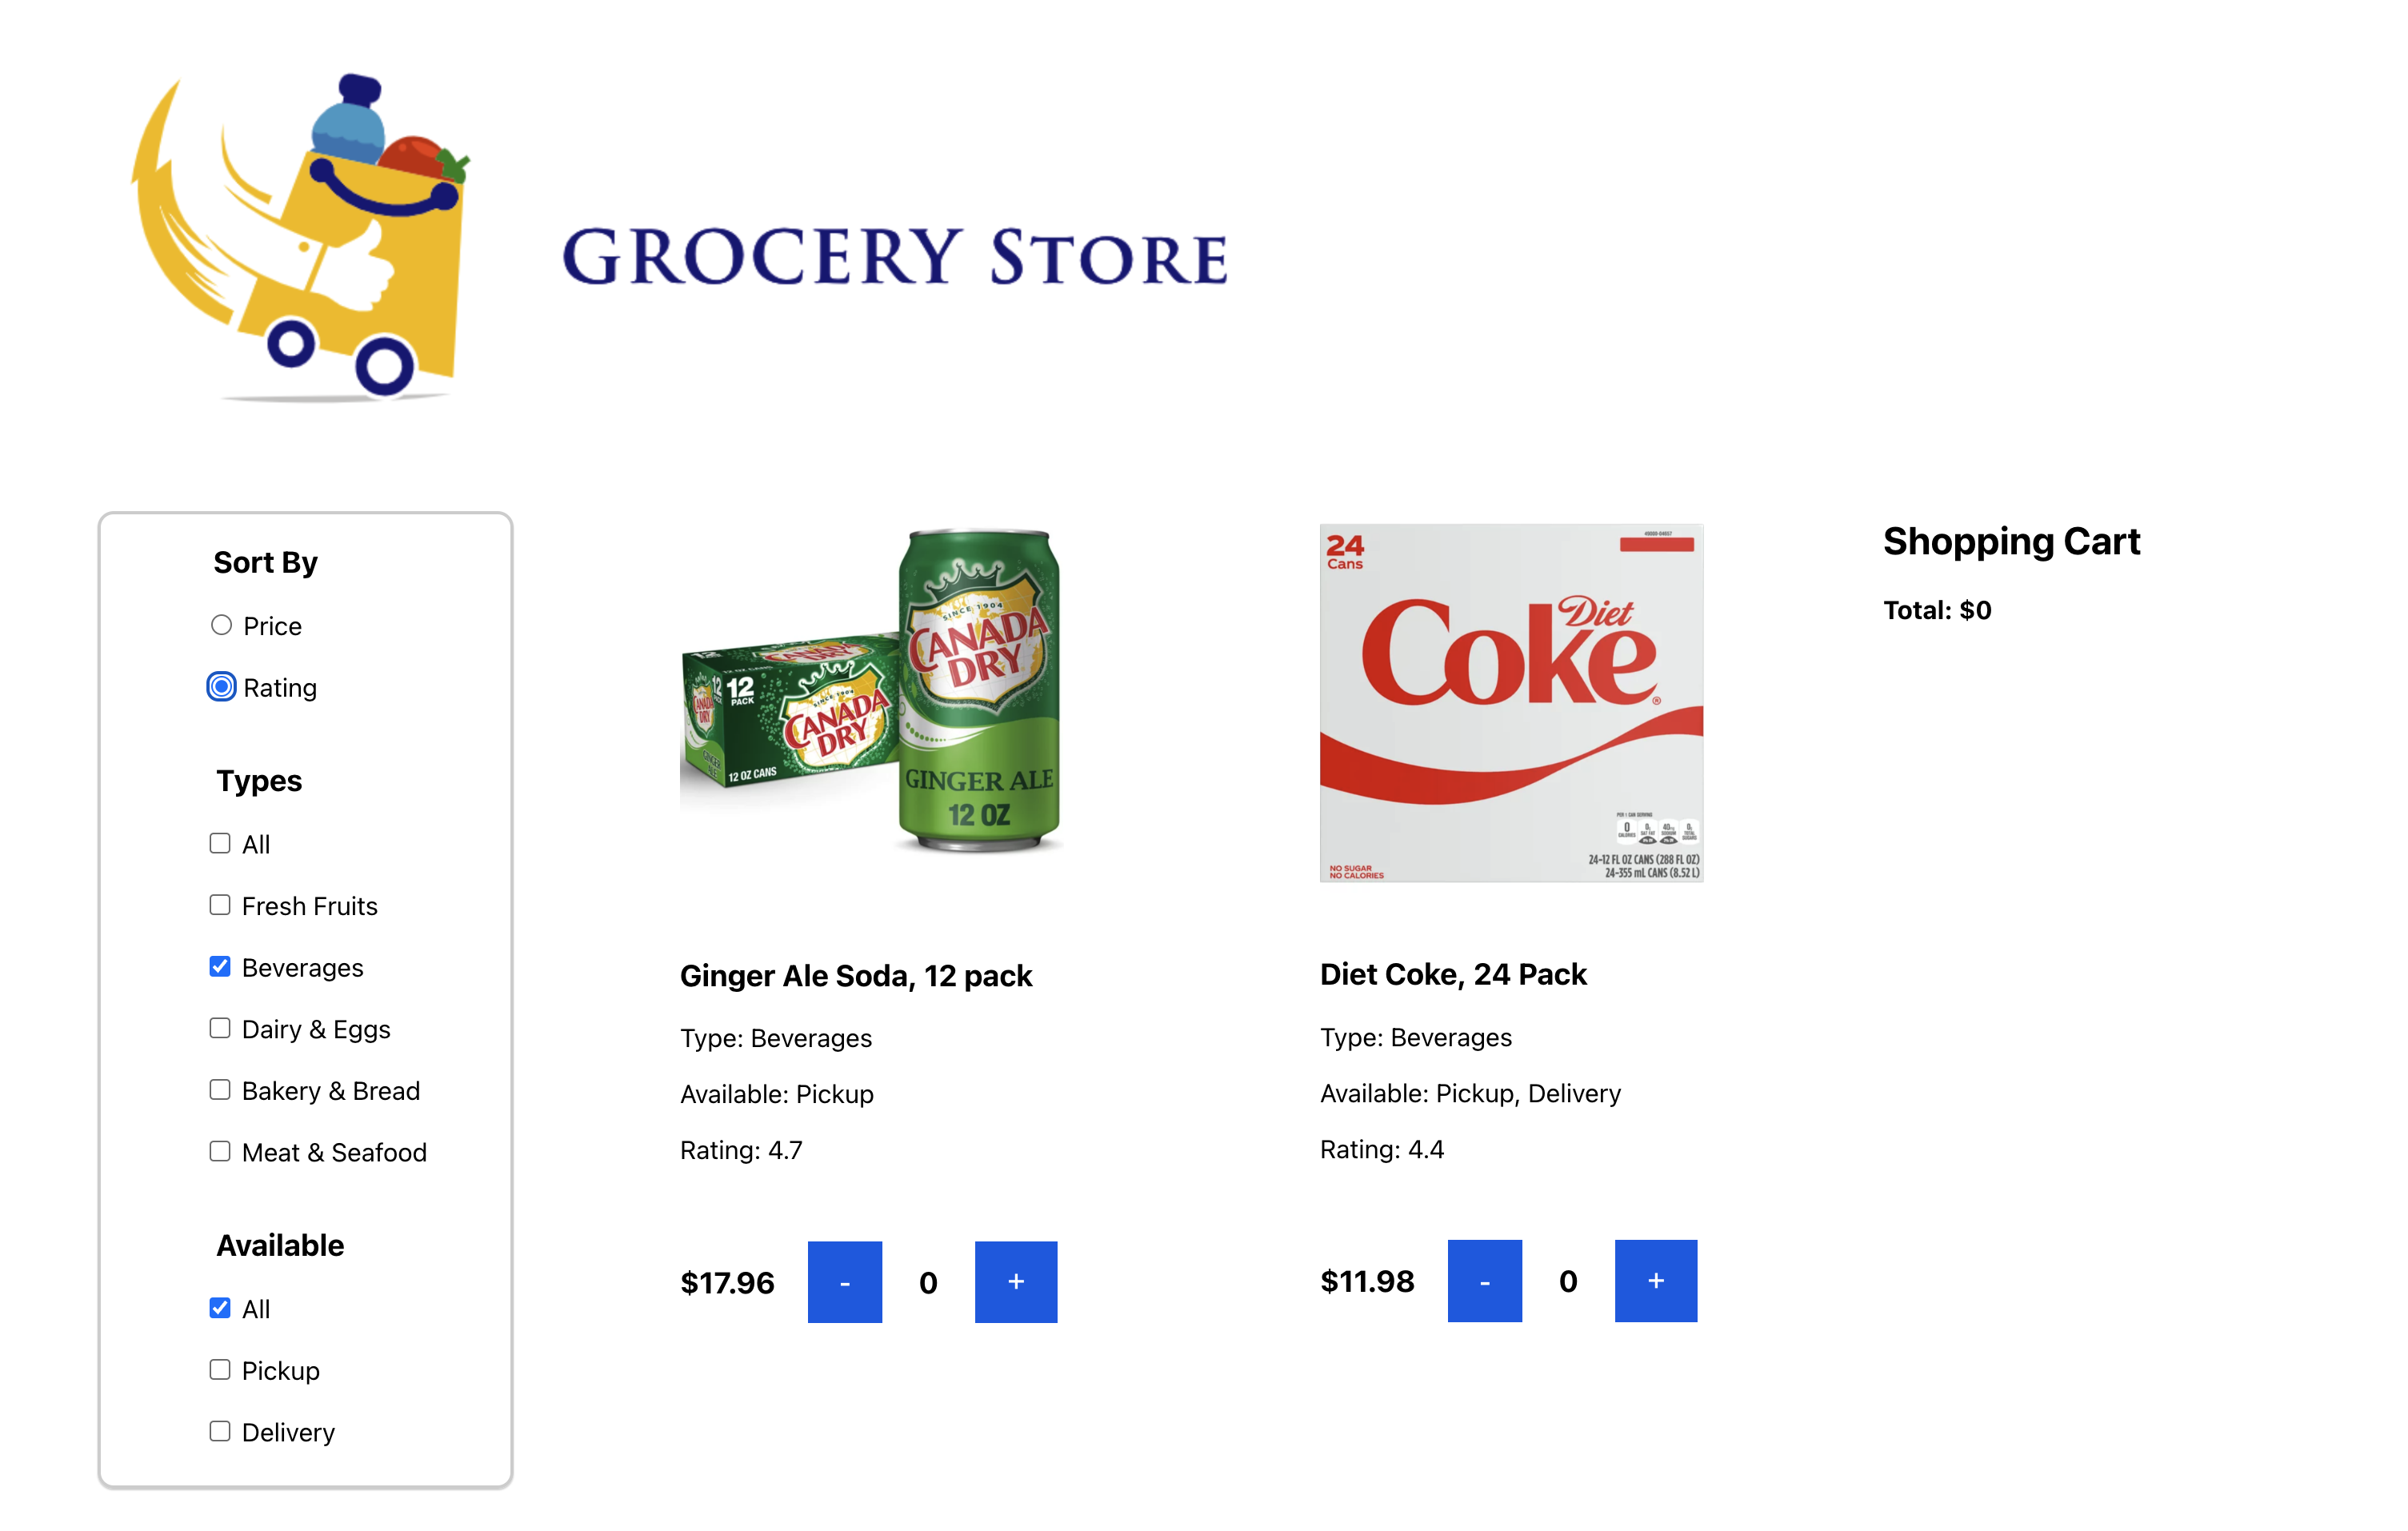 GROCERY STORE
Sort By
Price
Rating
Types
All
Fresh Fruits
Beverages
Dairy & Eggs
Bakery & Bread
Meat & Seafood
Available
All
Pickup
Delivery
12
PACK
CANADA
DRY
12 OZ CANS
SINCE 1904
CANADA
DRY
GINGER ALE
12 OZ
Ginger Ale Soda, 12 pack
Type: Beverages
Available: Pickup
Rating: 4.7
$17.96 - 0 +
24
Cans
Diet
Coke®
NO SUGAR
NO CALORIES
PER 1 CAN SERVING
24-12 FL OZ CANS (288 FL OZ)
24-355 mL CANS (8.52 L)
Diet Coke, 24 Pack
Type: Beverages
Available: Pickup, Delivery
Rating: 4.4
$11.98 - 0 +
Shopping Cart
Total: $0